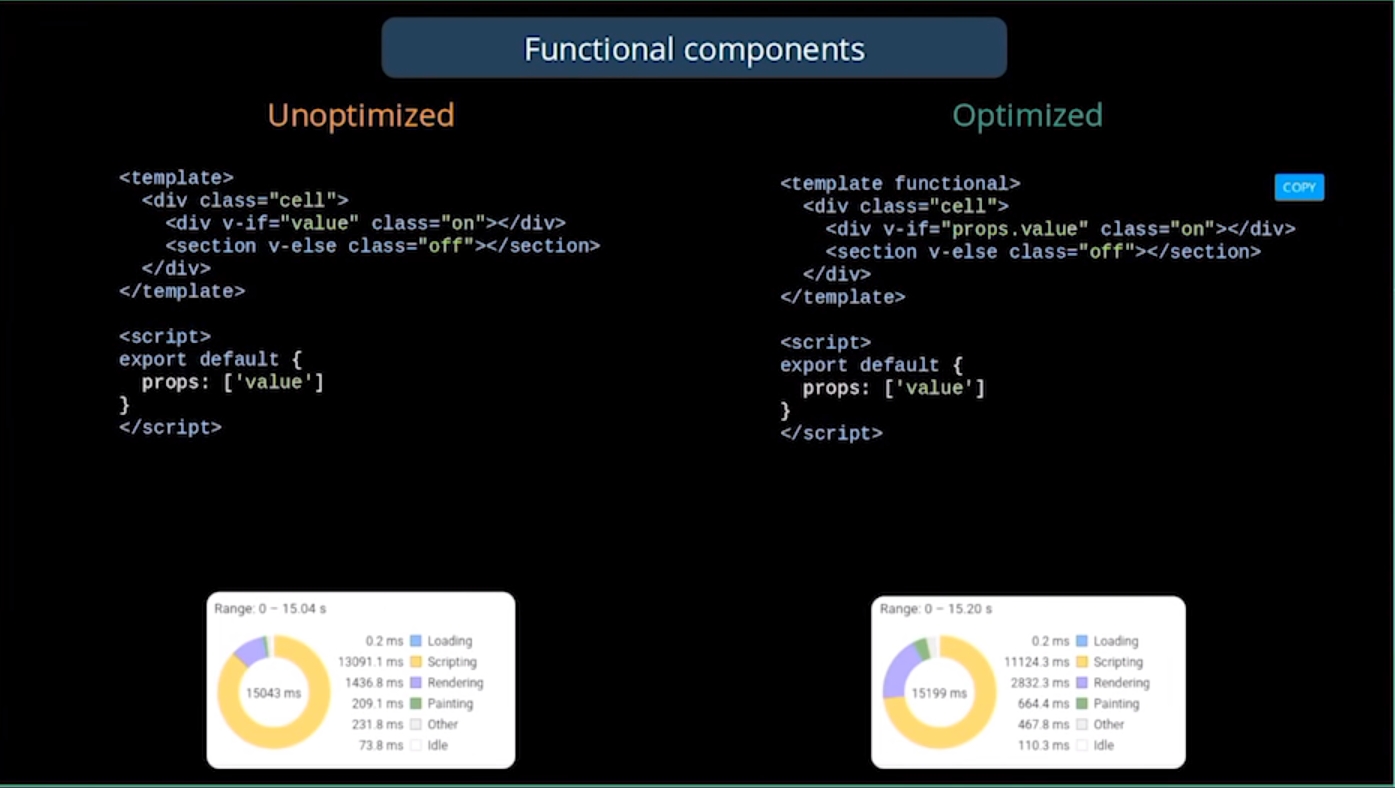 Functional components
Unoptimized
<template>
  <div class="cell">
    <div v-if="value" class="on"></div>
    <section v-else class="off"></section>
  </div>
</template>

<script>
export default {
  props: ['value']
}
</script>
Range: 0 – 15.04 s
15043 ms
0.2 ms Loading
13091.1 ms Scripting
1436.8 ms Rendering
209.1 ms Painting
231.8 ms Other
73.8 ms Idle
Optimized
COPY
<template functional>
  <div class="cell">
    <div v-if="props.value" class="on"></div>
    <section v-else class="off"></section>
  </div>
</template>

<script>
export default {
  props: ['value']
}
</script>
Range: 0 – 15.20 s
15199 ms
0.2 ms Loading
11124.3 ms Scripting
2832.3 ms Rendering
664.4 ms Painting
467.8 ms Other
110.3 ms Idle